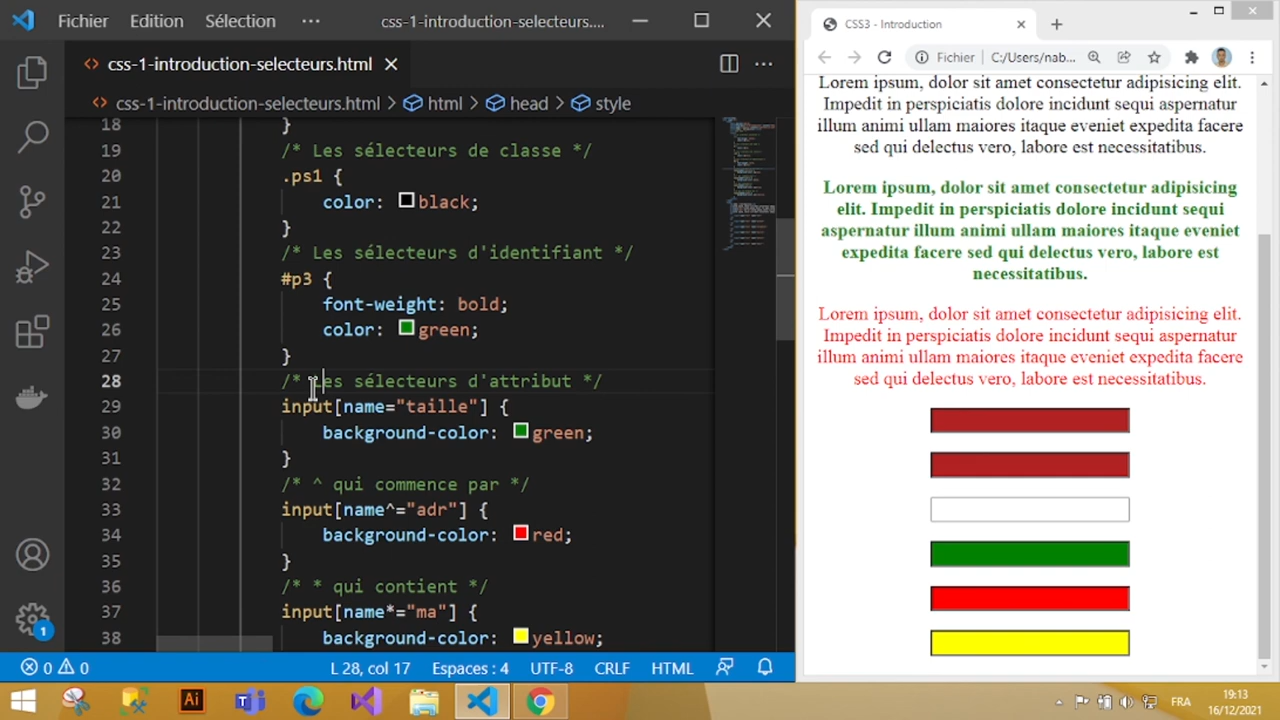 Fichier Edition Sélection ··· css-1-introduction-selecteurs....
css-1-introduction-selecteurs.html
css-1-introduction-selecteurs.html > html > head > style
18 }
19 /* Les sélecteurs de classe */
20 .ps1 {
21 color: black;
22 }
23 /* Les sélecteurs d'identifiant */
24 #p3 {
25 font-weight: bold;
26 color: green;
27 }
28 /* Les sélecteurs d'attribut */
29 input[name="taille"] {
30 background-color: green;
31 }
32 /* ^ qui commence par */
33 input[name^="adr"] {
34 background-color: red;
35 }
36 /* * qui contient */
37 input[name*="ma"] {
38 background-color: yellow;
1
0 0 L 28, col 17 Espaces : 4 UTF-8 CRLF HTML
CSS3 - Introduction
Fichier | C:/Users/nab...
Lorem ipsum, dolor sit amet consectetur adipisicing elit.
Impedit in perspiciatis dolore incidunt sequi aspernatur
illum animi ullam maiores itaque eveniet expedita facere
sed qui delectus vero, labore est necessitatibus.
Lorem ipsum, dolor sit amet consectetur adipisicing
elit. Impedit in perspiciatis dolore incidunt sequi
aspernatur illum animi ullam maiores itaque eveniet
expedita facere sed qui delectus vero, labore est
necessitatibus.
Lorem ipsum, dolor sit amet consectetur adipisicing elit.
Impedit in perspiciatis dolore incidunt sequi aspernatur
illum animi ullam maiores itaque eveniet expedita facere
sed qui delectus vero, labore est necessitatibus.
Ai
FRA
19:13
16/12/2021